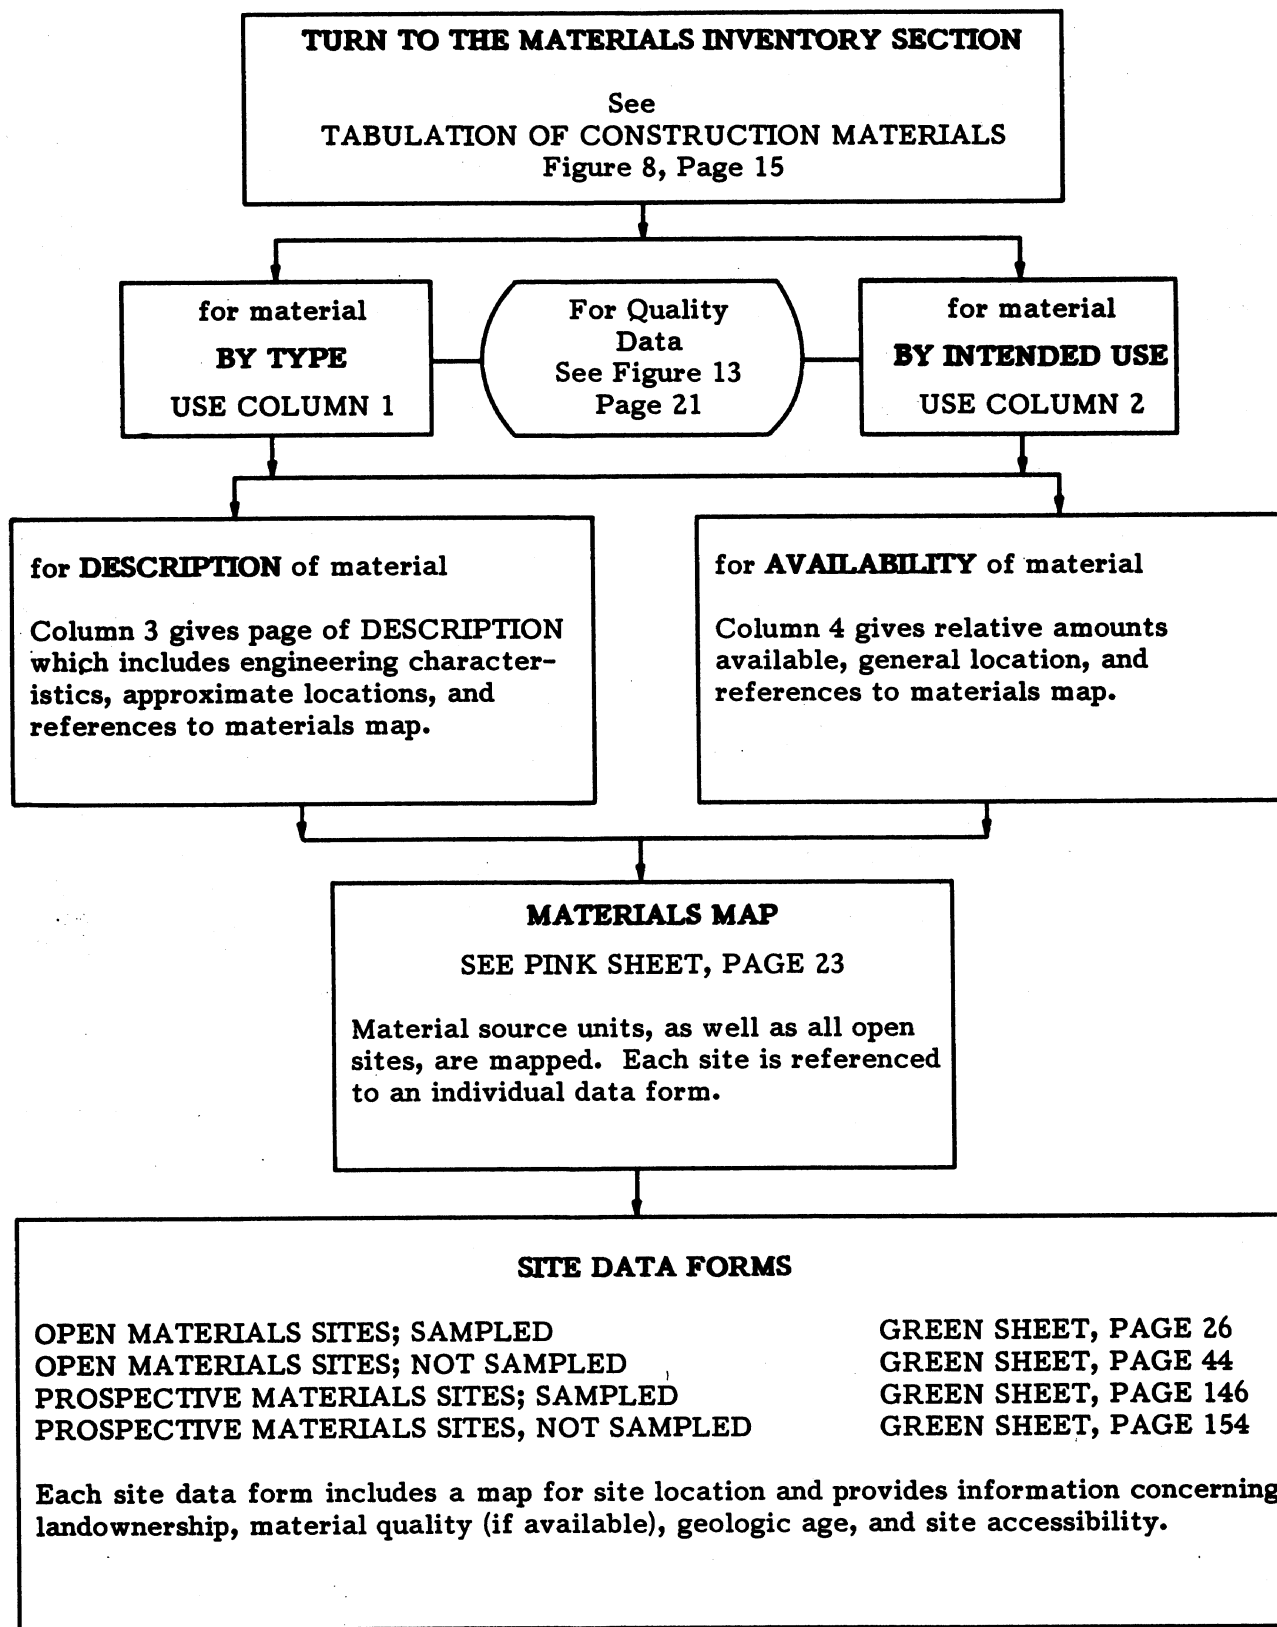 TURN TO THE MATERIALS INVENTORY SECTION
See
TABULATION OF CONSTRUCTION MATERIALS
Figure 8, Page 15
for material
BY TYPE
USE COLUMN 1
For Quality
Data
See Figure 13
Page 21
for material
BY INTENDED USE
USE COLUMN 2
for DESCRIPTION of material
Column 3 gives page of DESCRIPTION
which includes engineering character-
istics, approximate locations, and
references to materials map.
for AVAILABILITY of material
Column 4 gives relative amounts
available, general location, and
references to materials map.
MATERIALS MAP
SEE PINK SHEET, PAGE 23
Material source units, as well as all open
sites, are mapped. Each site is referenced
to an individual data form.
SITE DATA FORMS
OPEN MATERIALS SITES; SAMPLED GREEN SHEET, PAGE 26
OPEN MATERIALS SITES; NOT SAMPLED GREEN SHEET, PAGE 44
PROSPECTIVE MATERIALS SITES; SAMPLED GREEN SHEET, PAGE 146
PROSPECTIVE MATERIALS SITES, NOT SAMPLED GREEN SHEET, PAGE 154
Each site data form includes a map for site location and provides information concerning
landownership, material quality (if available), geologic age, and site accessibility.